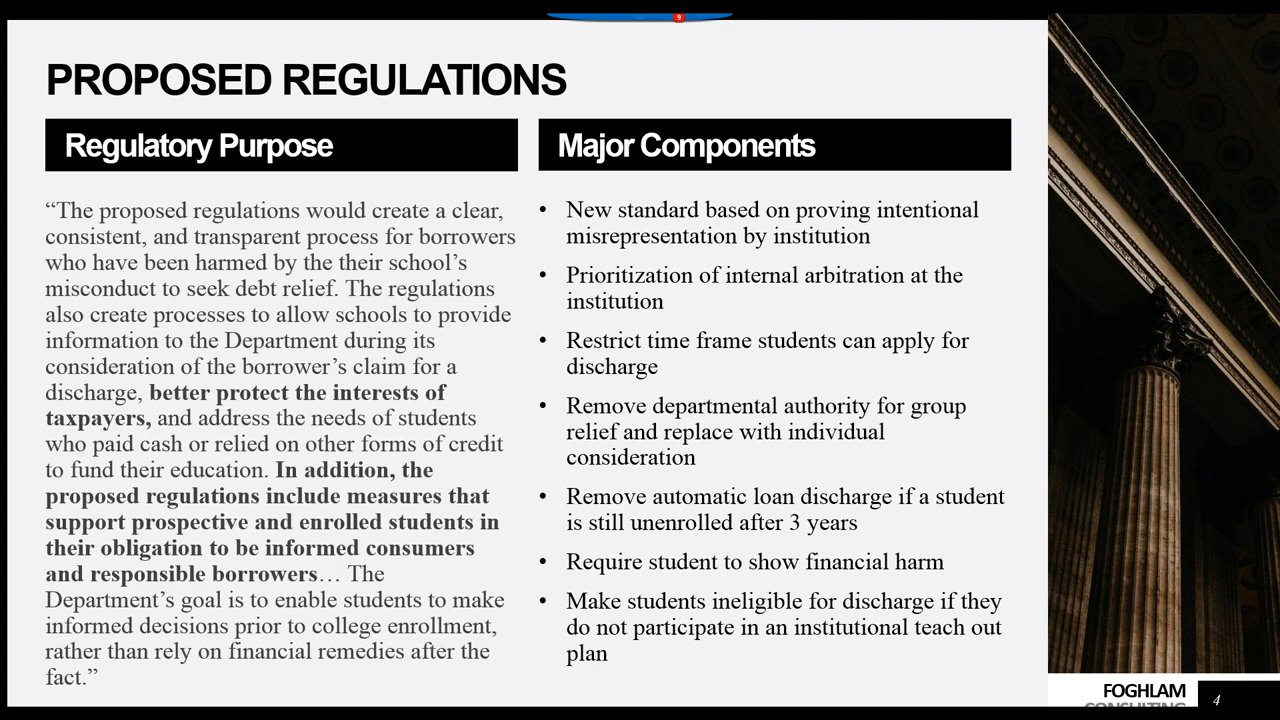 9
PROPOSED REGULATIONS
Regulatory Purpose
“The proposed regulations would create a clear,
consistent, and transparent process for borrowers
who have been harmed by the their school’s
misconduct to seek debt relief. The regulations
also create processes to allow schools to provide
information to the Department during its
consideration of the borrower’s claim for a
discharge, better protect the interests of
taxpayers, and address the needs of students
who paid cash or relied on other forms of credit
to fund their education. In addition, the
proposed regulations include measures that
support prospective and enrolled students in
their obligation to be informed consumers
and responsible borrowers… The
Department’s goal is to enable students to make
informed decisions prior to college enrollment,
rather than rely on financial remedies after the
fact.”
Major Components
• New standard based on proving intentional
misrepresentation by institution
• Prioritization of internal arbitration at the
institution
• Restrict time frame students can apply for
discharge
• Remove departmental authority for group
relief and replace with individual
consideration
• Remove automatic loan discharge if a student
is still unenrolled after 3 years
• Require student to show financial harm
• Make students ineligible for discharge if they
do not participate in an institutional teach out
plan
FOGHLAM
CONSULTING
4